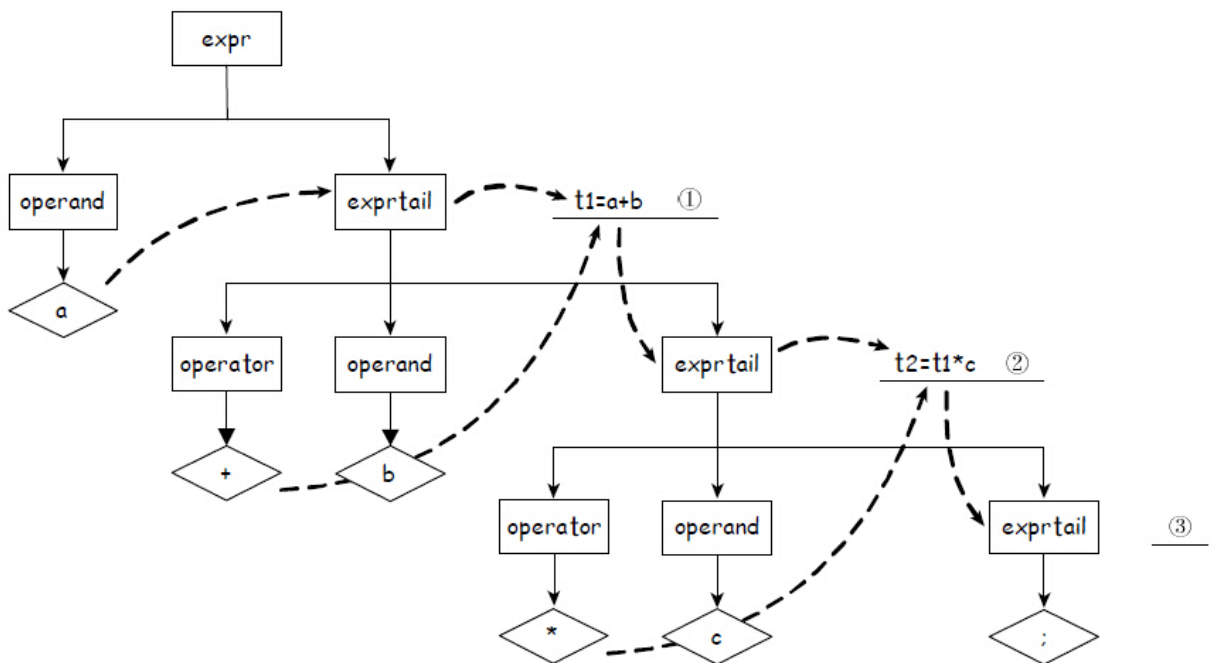 expr
operand
exprtail
t1=a+b ①
a
operator
operand
exprtail
t2=t1*c ②
+
b
operator
operand
exprtail
③
*
c
;